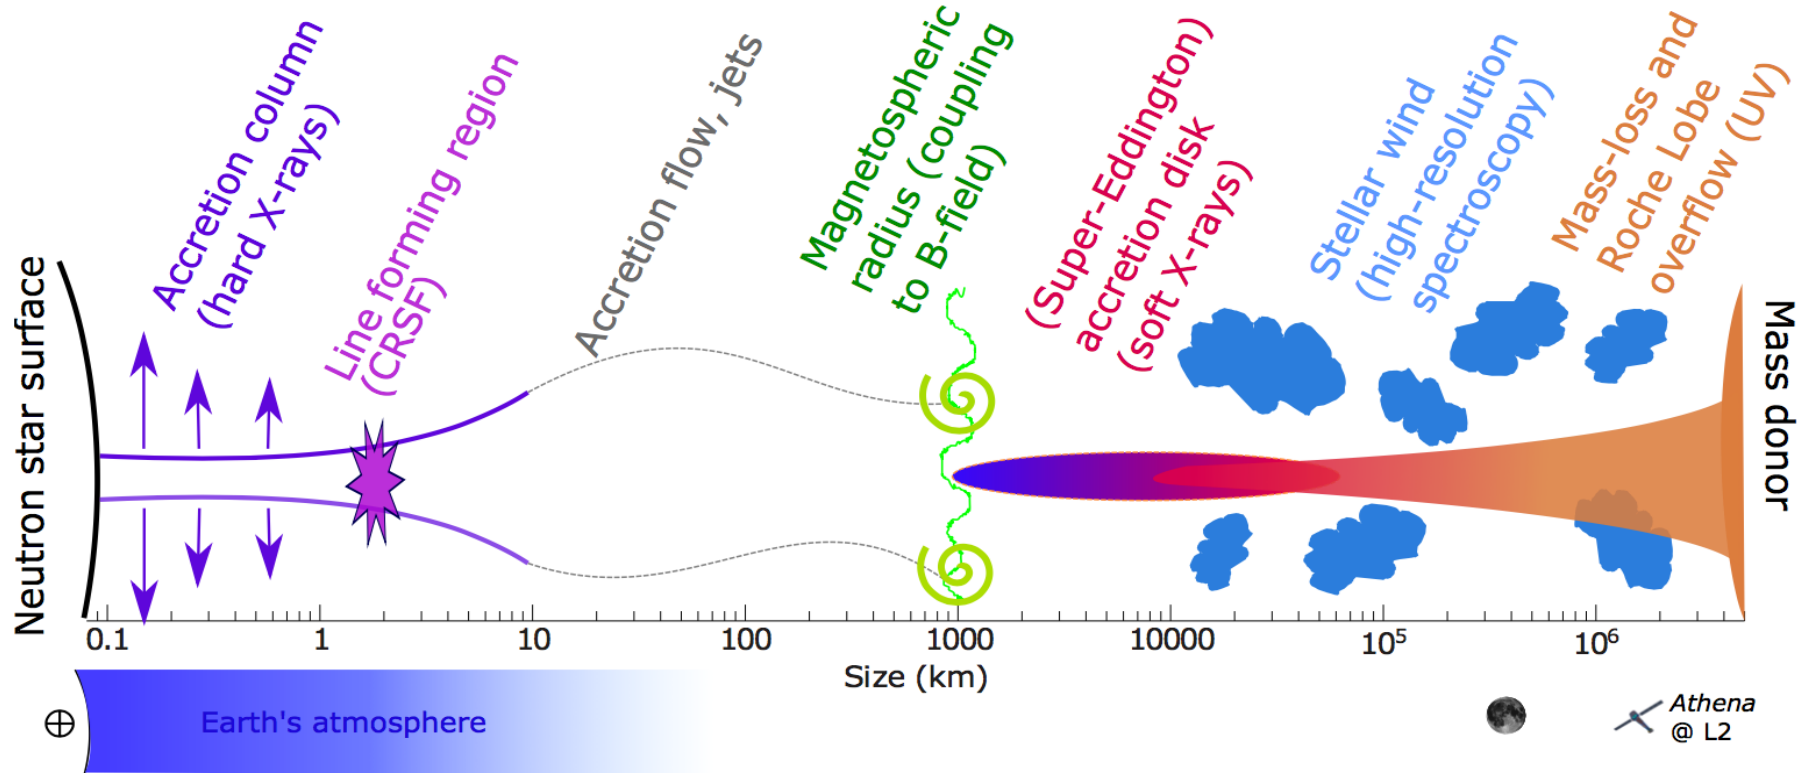 Neutron star surface
Accretion column
(hard X-rays)
Line forming region
(CRSF)
Accretion flow, jets
Magnetospheric
radius (coupling
to B-field)
(Super-Eddington)
accretion disk
(soft X-rays)
Stellar wind
(high-resolution
spectroscopy)
Mass-loss and
Roche Lobe
overflow (UV)
Mass donor
0.1 1 10 100 1000 10000 10⁵ 10⁶
Size (km)
⊕ Earth's atmosphere
Athena
@ L2